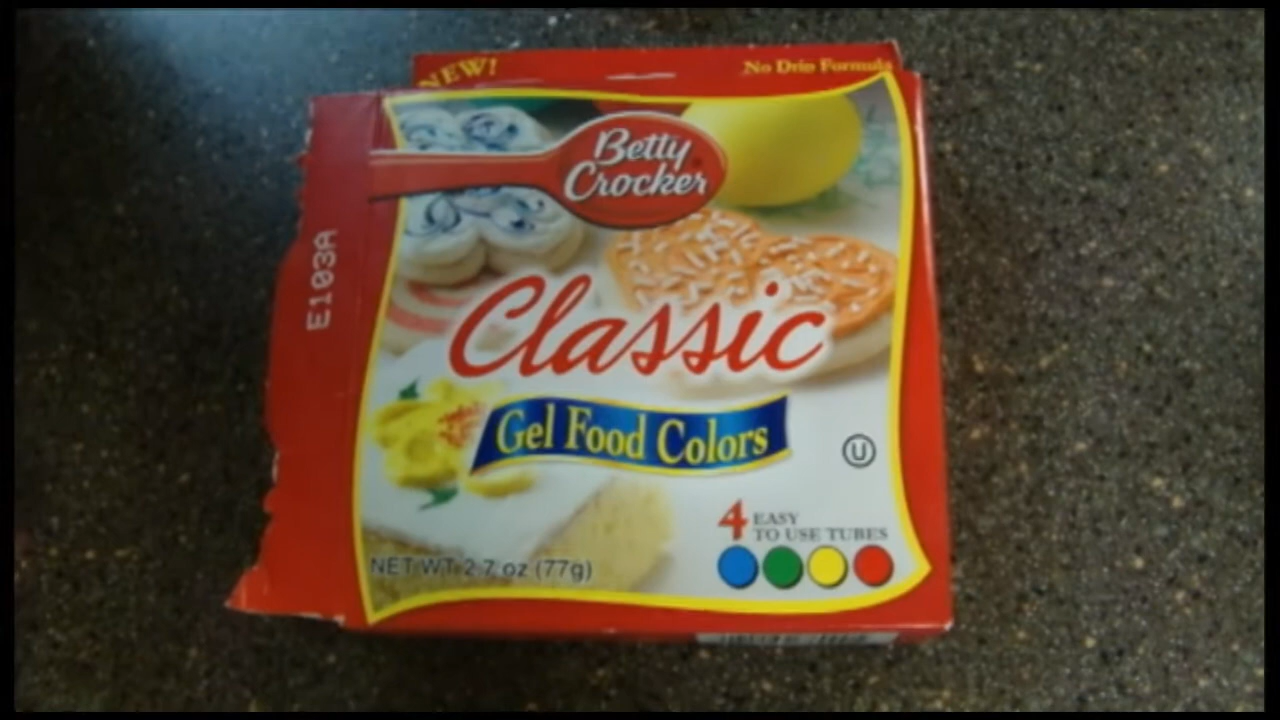 NEW!
No Drip Formula
Betty
Crocker
E103A
Classic
Gel Food Colors
U
4 EASY
TO USE TUBES
NET WT 2.7 oz (77g)